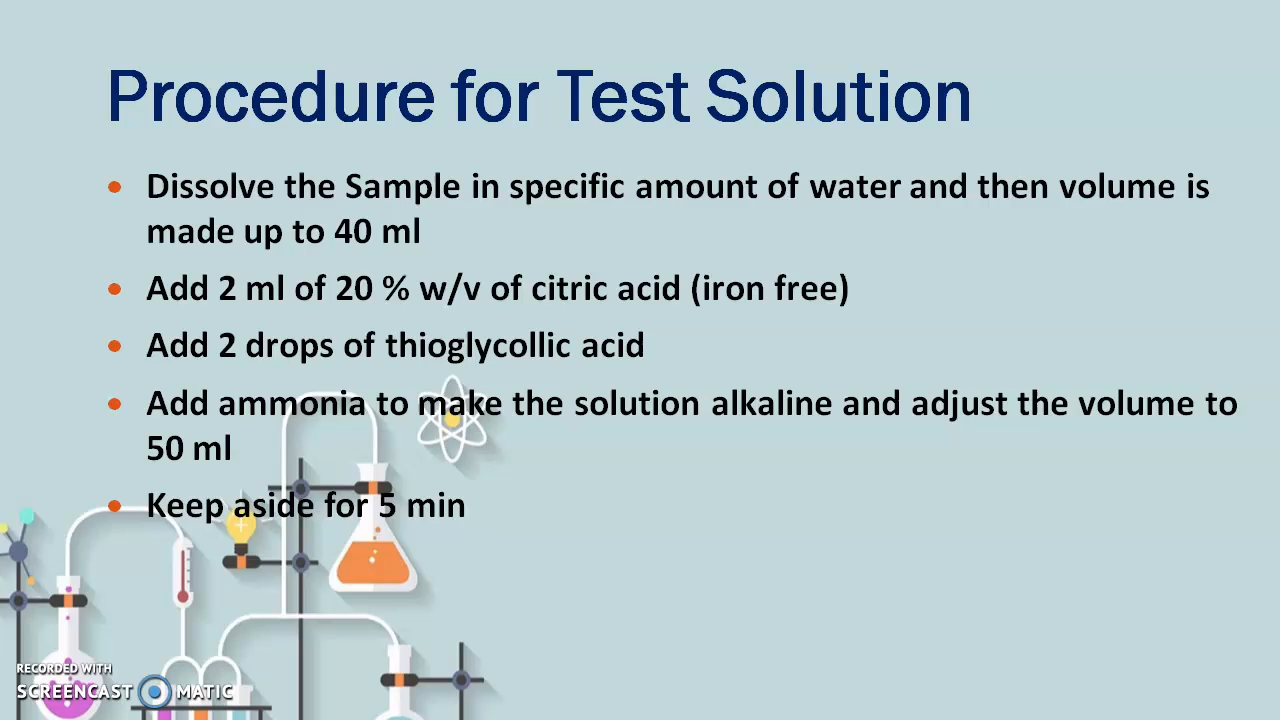 Procedure for Test Solution
• Dissolve the Sample in specific amount of water and then volume is
made up to 40 ml
• Add 2 ml of 20 % w/v of citric acid (iron free)
• Add 2 drops of thioglycollic acid
• Add ammonia to make the solution alkaline and adjust the volume to
50 ml
• Keep aside for 5 min
RECORDED WITH
SCREENCAST MATIC